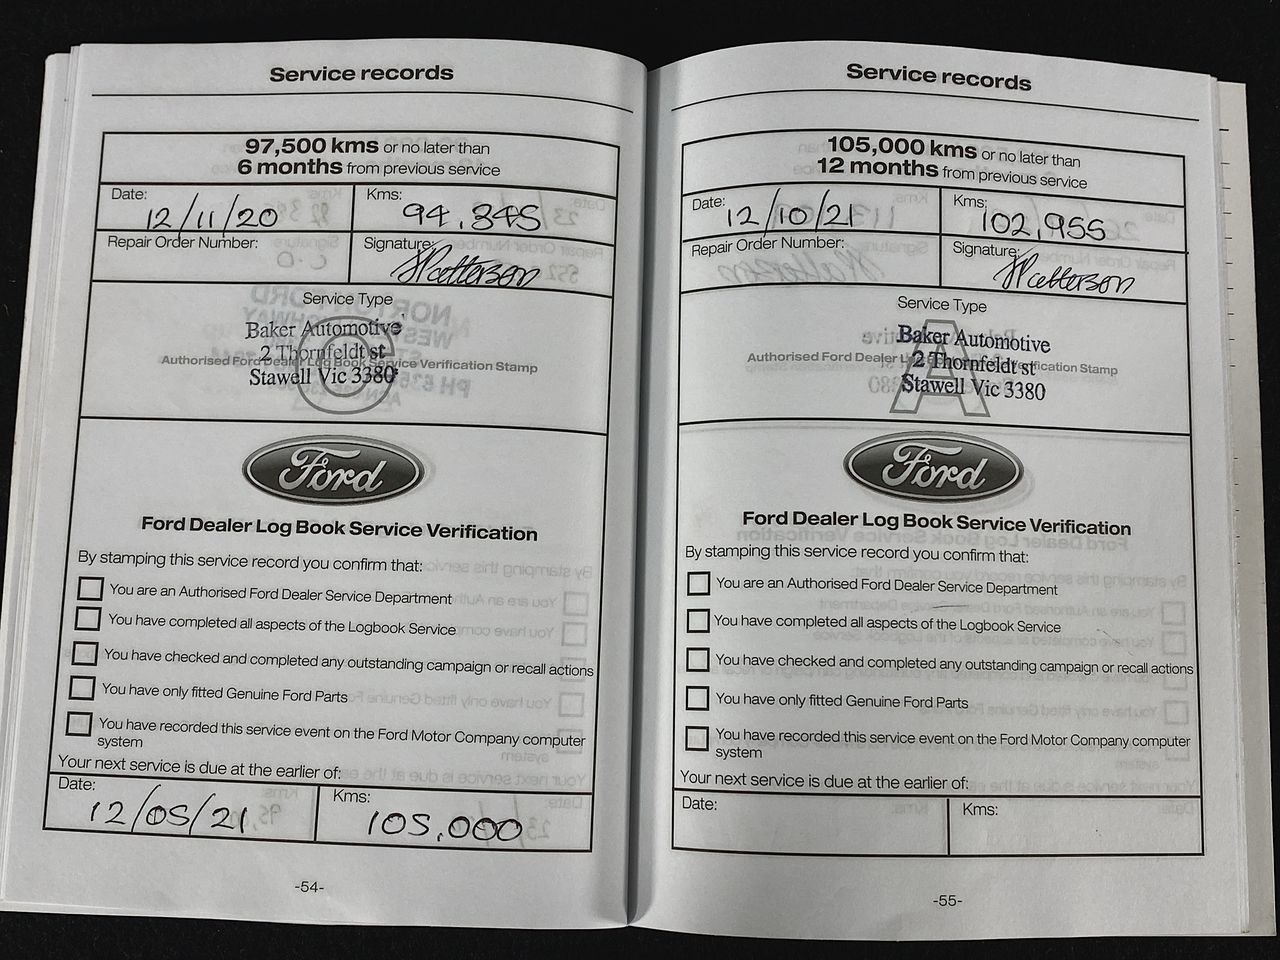 Service records
97,500 kms or no later than
6 months from previous service
Date:
12/11/20
Kms:
94,345
Repair Order Number:
Signature:
JPatterson
Service Type
C
Baker Automotive
2 Thornfeldt st
Authorised Ford Dealer Log Book Service Verification Stamp
Stawell Vic 3380
Ford
Ford Dealer Log Book Service Verification
By stamping this service record you confirm that:
You are an Authorised Ford Dealer Service Department
You have completed all aspects of the Logbook Service
You have checked and completed any outstanding campaign or recall actions
You have only fitted Genuine Ford Parts
You have recorded this service event on the Ford Motor Company computer
system
Your next service is due at the earlier of:
Date:
12/05/21
Kms:
105,000
-54-
Service records
105,000 kms or no later than
12 months from previous service
Date:
12/10/21
Kms:
102,955
Repair Order Number:
Signature:
JPatterson
Service Type
A
Baker Automotive
2 Thornfeldt st
Authorised Ford Dealer Log Book Service Verification Stamp
Stawell Vic 3380
Ford
Ford Dealer Log Book Service Verification
By stamping this service record you confirm that:
You are an Authorised Ford Dealer Service Department
You have completed all aspects of the Logbook Service
You have checked and completed any outstanding campaign or recall actions
You have only fitted Genuine Ford Parts
You have recorded this service event on the Ford Motor Company computer
system
Your next service is due at the earlier of:
Date:
Kms:
-55-